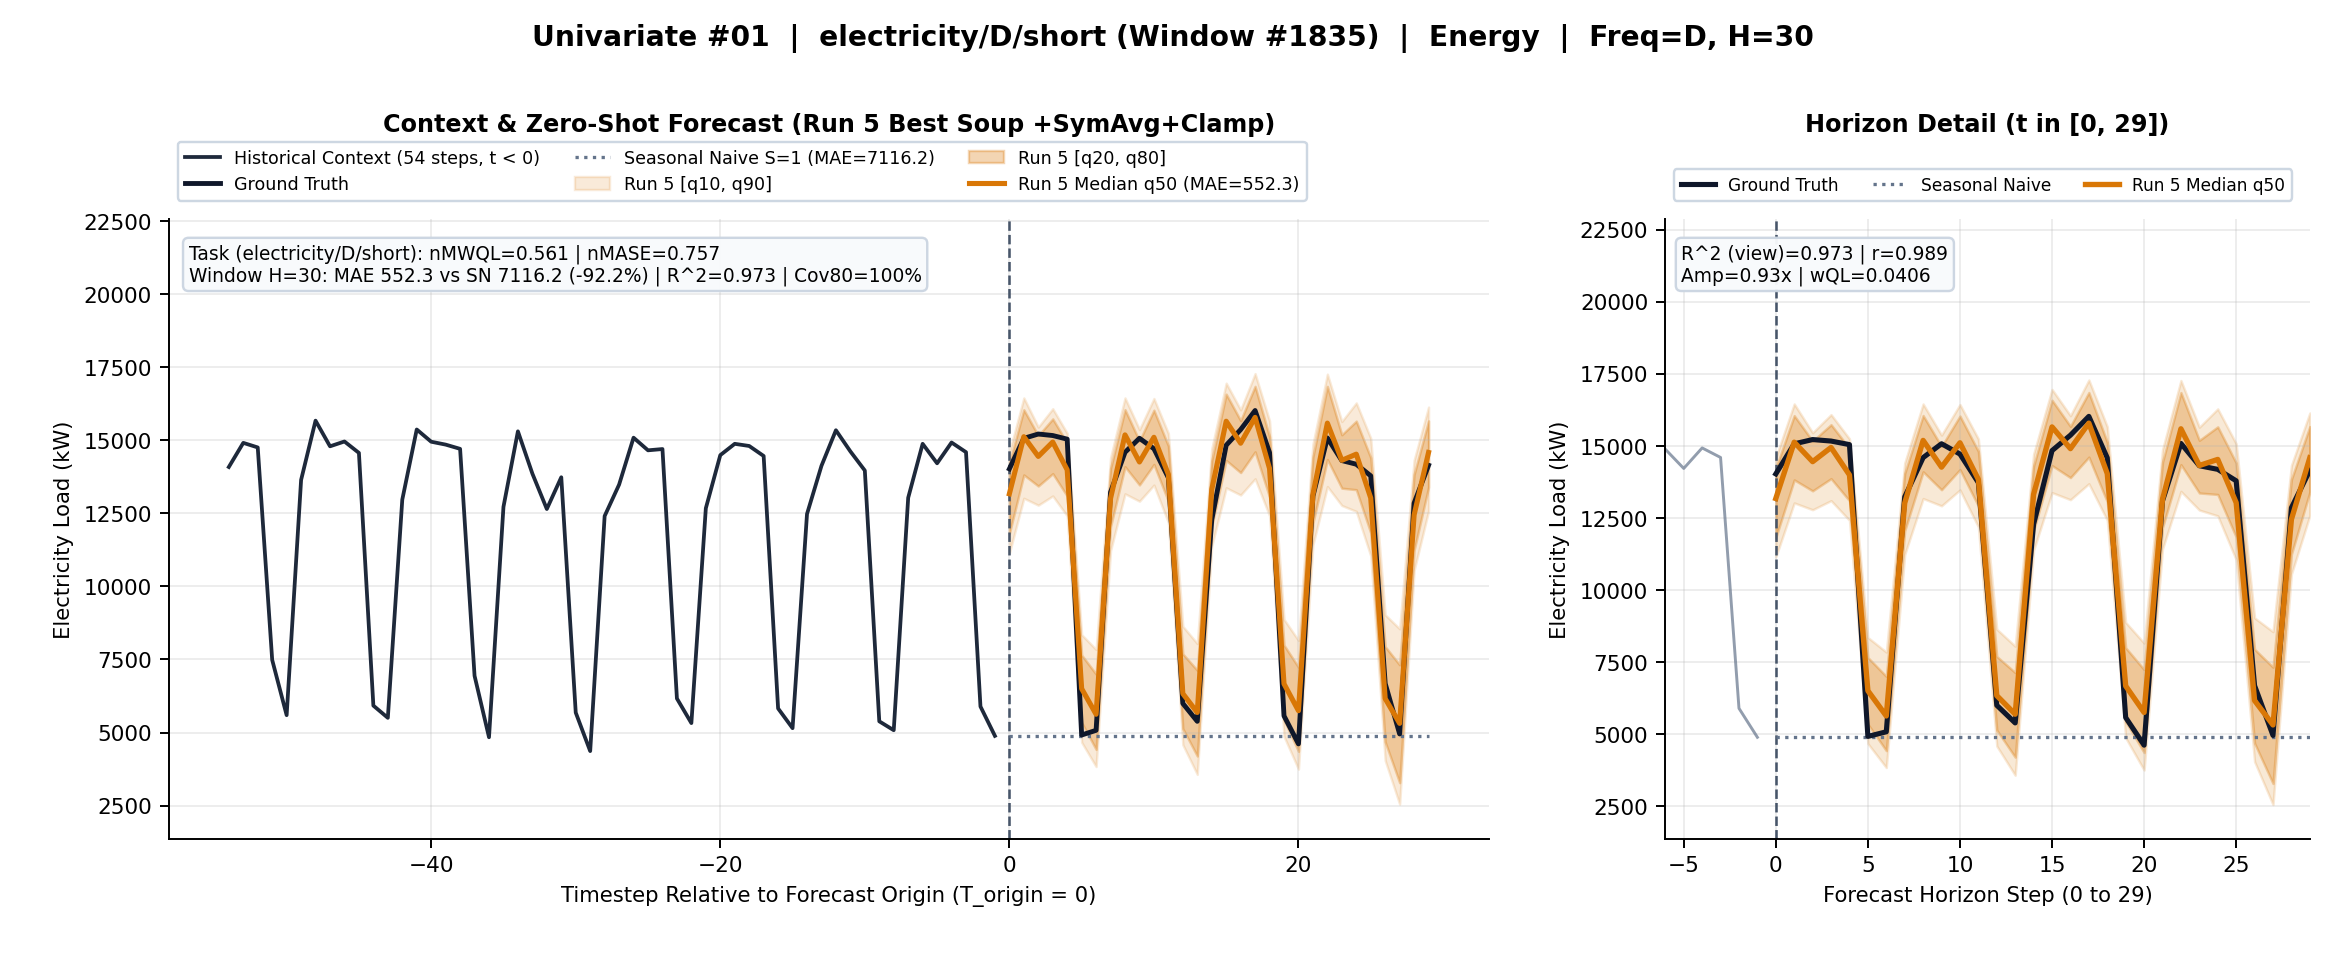 Univariate #01 | electricity/D/short (Window #1835) | Energy | Freq=D, H=30
Context & Zero-Shot Forecast (Run 5 Best Soup +SymAvg+Clamp)
Historical Context (54 steps, t < 0)
Ground Truth
Seasonal Naive S=1 (MAE=7116.2)
Run 5 [q10, q90]
Run 5 [q20, q80]
Run 5 Median q50 (MAE=552.3)
Task (electricity/D/short): nMWQL=0.561 | nMASE=0.757
Window H=30: MAE 552.3 vs SN 7116.2 (-92.2%) | R^2=0.973 | Cov80=100%
22500
20000
17500
15000
12500
10000
7500
5000
2500
Electricity Load (kW)
−40
−20
0
20
Timestep Relative to Forecast Origin (T_origin = 0)
Horizon Detail (t in [0, 29])
Ground Truth
Seasonal Naive
Run 5 Median q50
R^2 (view)=0.973 | r=0.989
Amp=0.93x | wQL=0.0406
22500
20000
17500
15000
12500
10000
7500
5000
2500
Electricity Load (kW)
−5
0
5
10
15
20
25
Forecast Horizon Step (0 to 29)